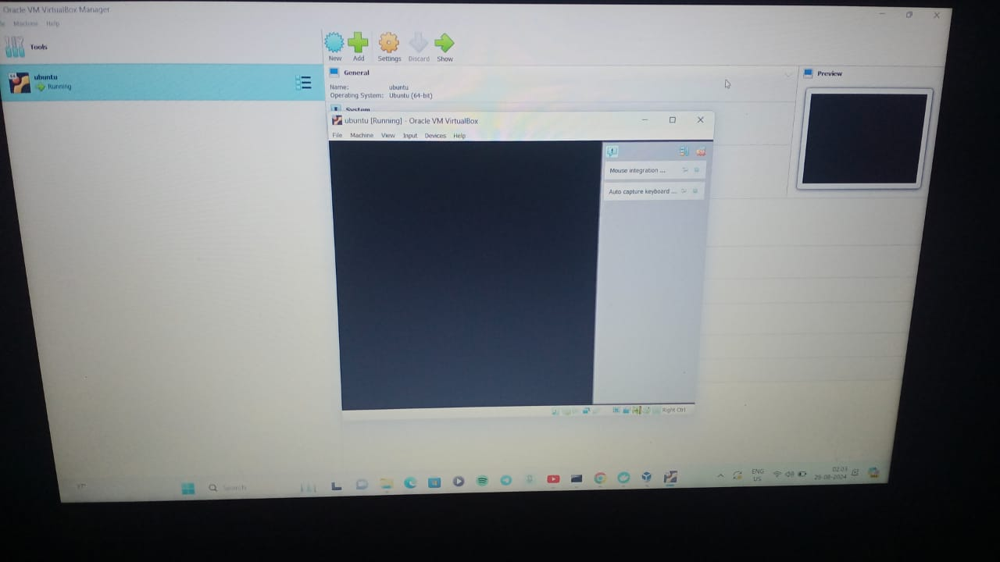 Oracle VM VirtualBox Manager
Machine Help
Tools
New Add Settings Discard Show
ubuntu
Running
General
Name: ubuntu
Operating System: Ubuntu (64-bit)
System
Preview
ubuntu [Running] - Oracle VM VirtualBox
File Machine View Input Devices Help
Mouse integration ...
Auto capture keyboard ...
Right Ctrl
Search
ENG
US
02:03
29-08-2024